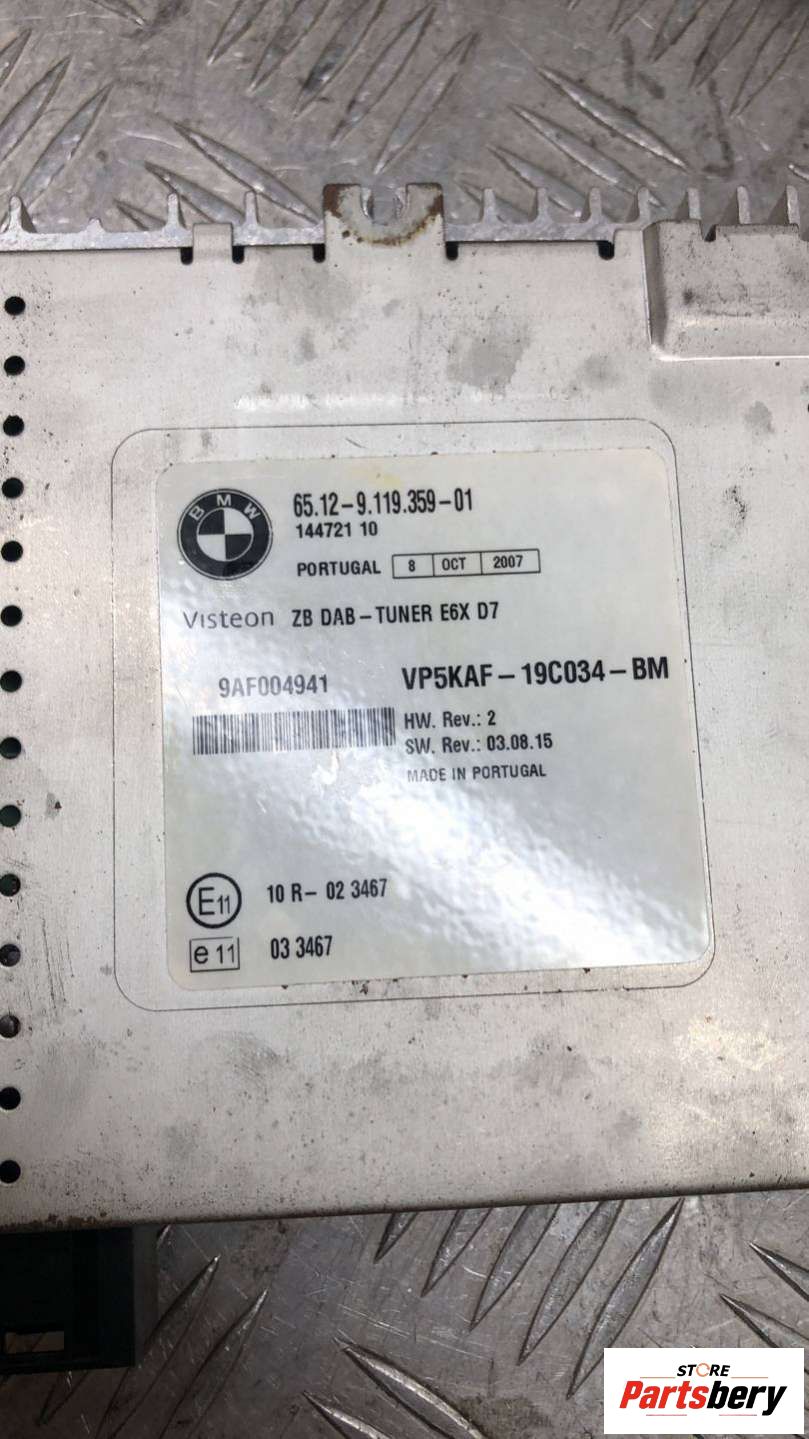 BMW
65.12-9.119.359-01
144721 10
PORTUGAL 8 OCT 2007
Visteon ZB DAB-TUNER E6X D7
9AF004941 VP5KAF-19C034-BM
HW. Rev.: 2
SW. Rev.: 03.08.15
MADE IN PORTUGAL
E11 10 R-02 3467
e 11 03 3467
STORE
Partsbery